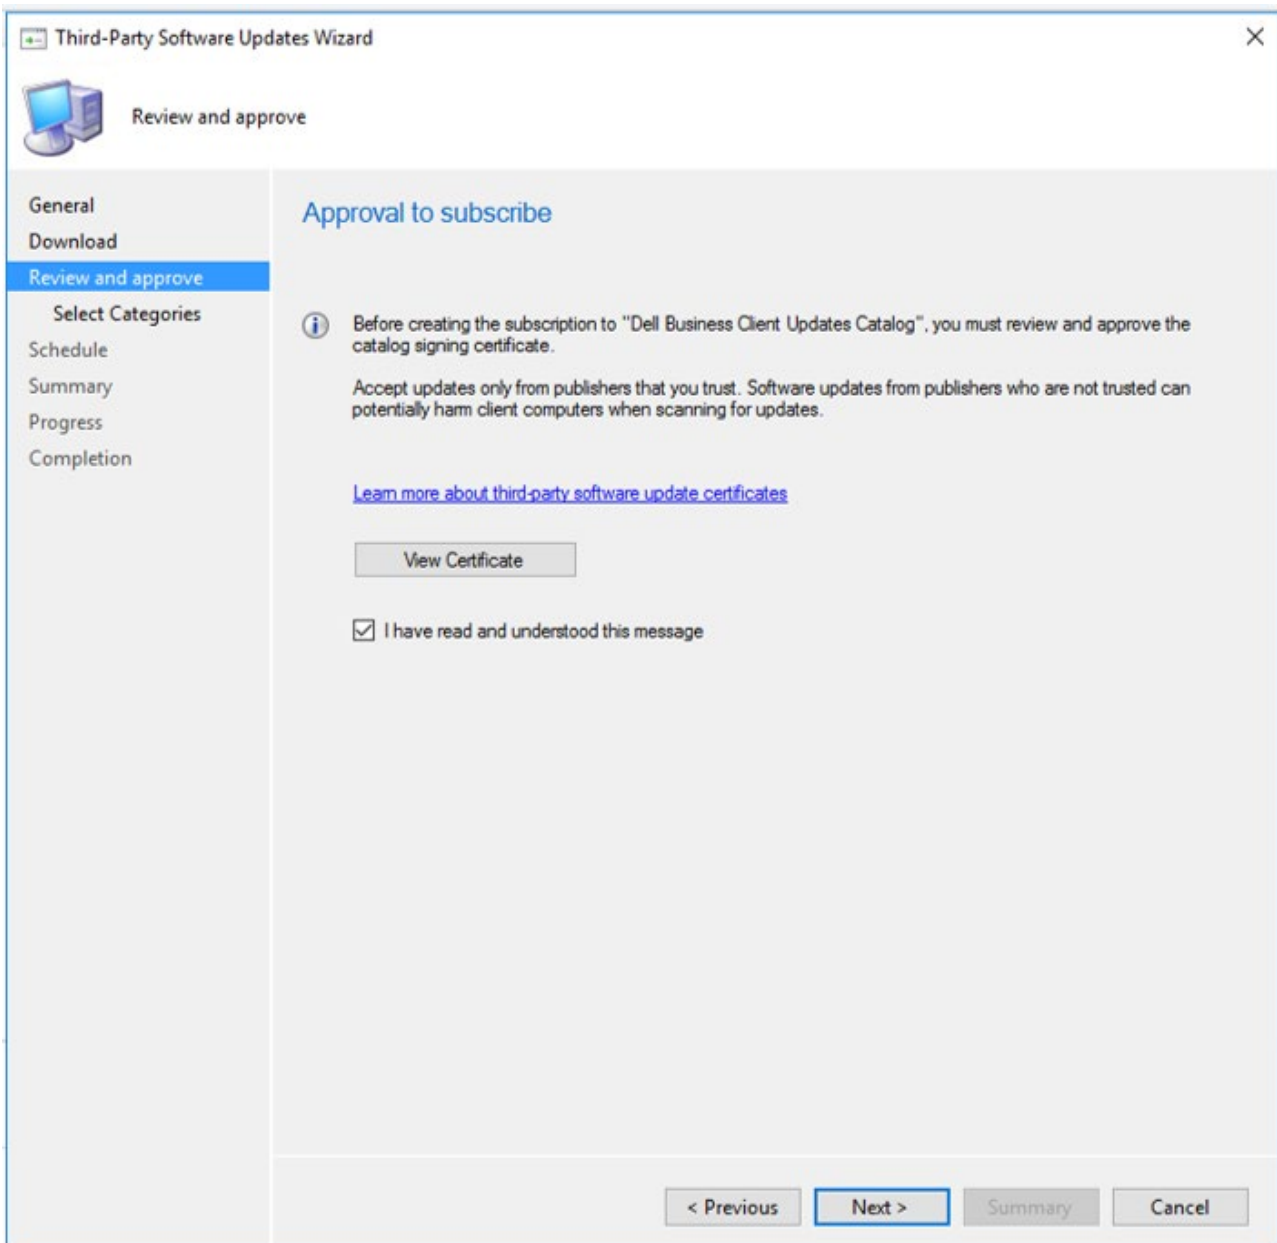 Third-Party Software Updates Wizard
Review and approve
General
Download
Review and approve
Select Categories
Schedule
Summary
Progress
Completion
Approval to subscribe
Before creating the subscription to "Dell Business Client Updates Catalog", you must review and approve the
catalog signing certificate.
Accept updates only from publishers that you trust. Software updates from publishers who are not trusted can
potentially harm client computers when scanning for updates.
Learn more about third-party software update certificates
View Certificate
I have read and understood this message
< Previous
Next >
Summary
Cancel